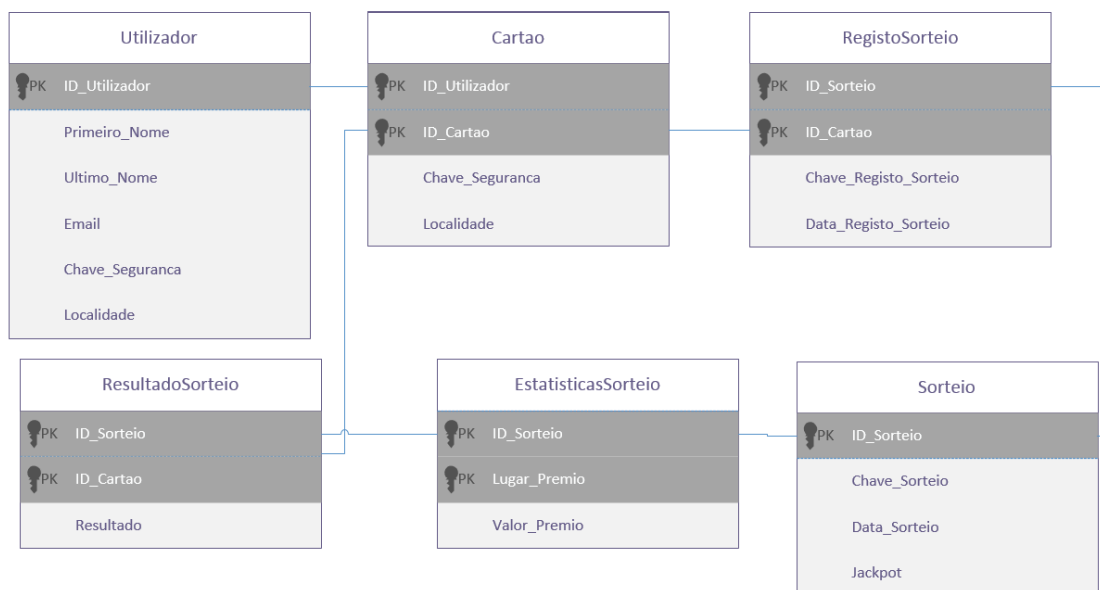 Utilizador
PK ID_Utilizador
Primeiro_Nome
Ultimo_Nome
Email
Chave_Seguranca
Localidade
Cartao
PK ID_Utilizador
PK ID_Cartao
Chave_Seguranca
Localidade
RegistoSorteio
PK ID_Sorteio
PK ID_Cartao
Chave_Registo_Sorteio
Data_Registo_Sorteio
ResultadoSorteio
PK ID_Sorteio
PK ID_Cartao
Resultado
EstatisticasSorteio
PK ID_Sorteio
PK Lugar_Premio
Valor_Premio
Sorteio
PK ID_Sorteio
Chave_Sorteio
Data_Sorteio
Jackpot